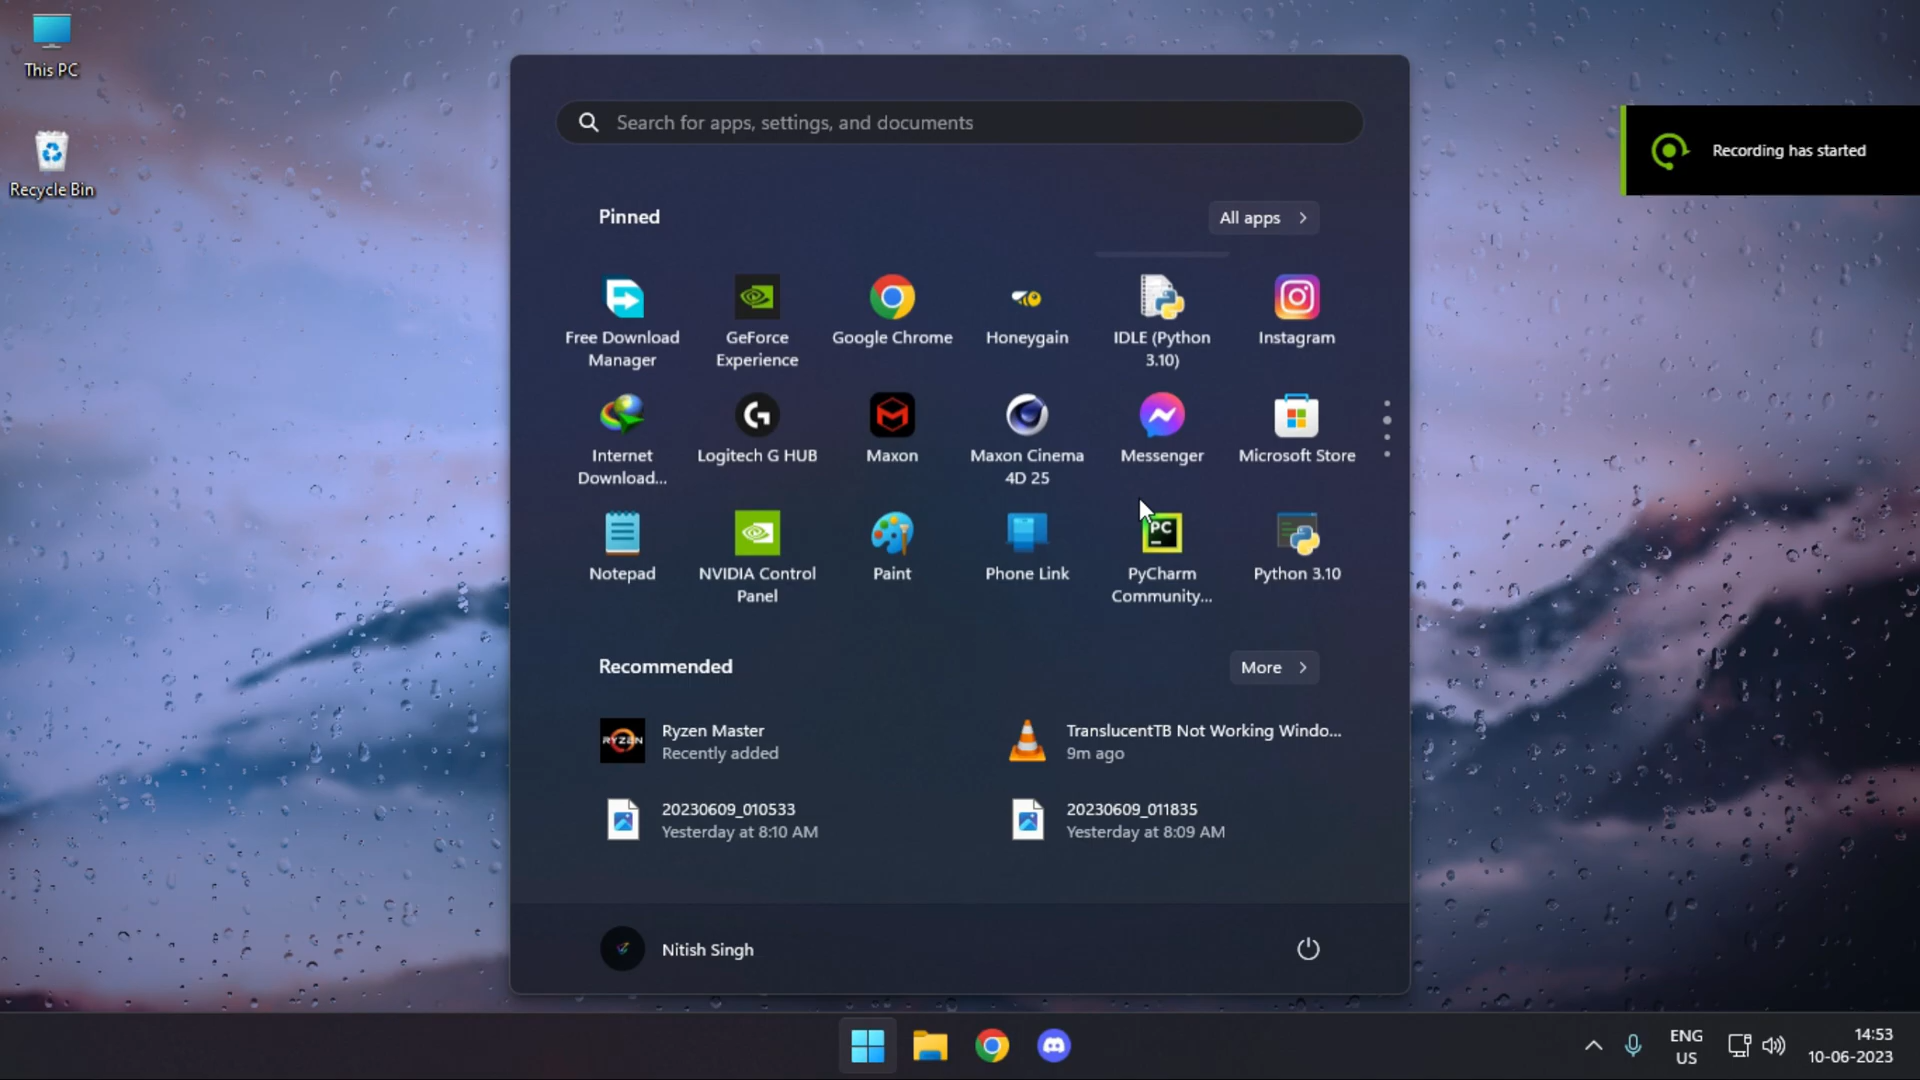 This PC
Recycle Bin
Search for apps, settings, and documents
Recording has started
Pinned
All apps
Free Download Manager
GeForce Experience
Google Chrome
Honeygain
IDLE (Python 3.10)
Instagram
Internet Download...
Logitech G HUB
Maxon
Maxon Cinema 4D 25
Messenger
Microsoft Store
Notepad
NVIDIA Control Panel
Paint
Phone Link
PC
PyCharm Community...
Python 3.10
Recommended
More
RYZEN
Ryzen Master
Recently added
TranslucentTB Not Working Windo...
9m ago
20230609_010533
Yesterday at 8:10 AM
20230609_011835
Yesterday at 8:09 AM
Nitish Singh
ENG
US
14:53
10-06-2023